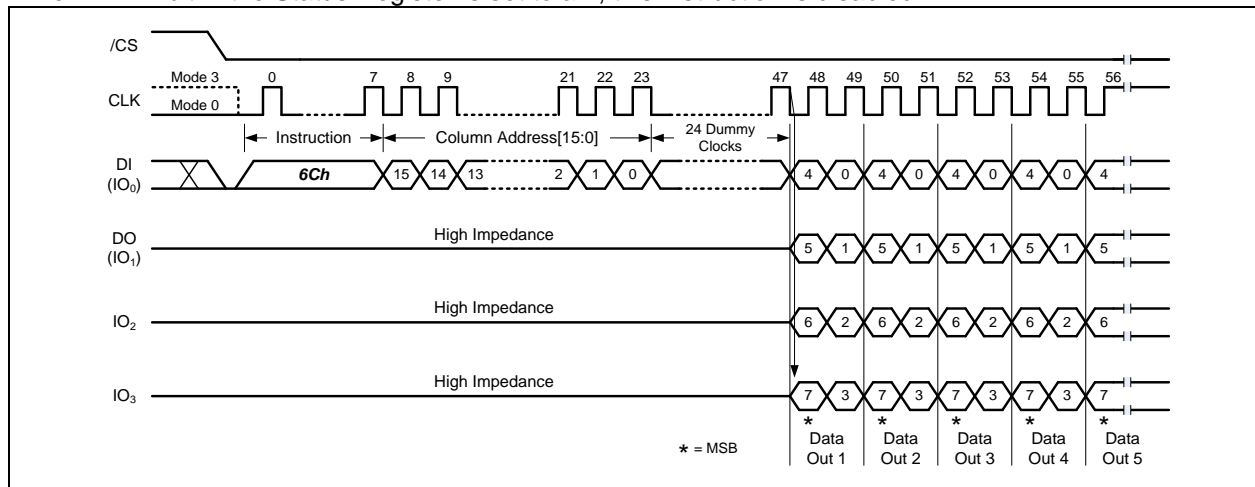 /CS
Mode 3 0 7 8 9 21 22 23 47 48 49 50 51 52 53 54 55 56
CLK Mode 0
Instruction Column Address[15:0] 24 Dummy Clocks
DI (IO0) 6Ch 15 14 13 2 1 0 4 0 4 0 4 0 4 0 4
DO (IO1) High Impedance 5 1 5 1 5 1 5 1 5
IO2 High Impedance 6 2 6 2 6 2 6 2 6
IO3 High Impedance 7 3 7 3 7 3 7 3 7
* * * * *
* = MSB Data Out 1 Data Out 2 Data Out 3 Data Out 4 Data Out 5